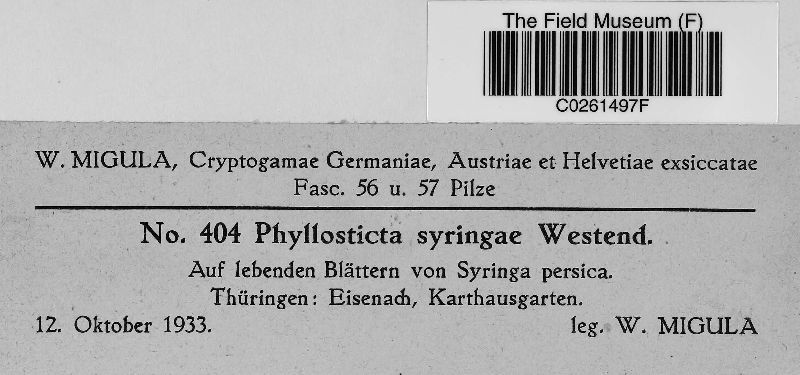 The Field Museum (F)
C0261497F
W. MIGULA, Cryptogamae Germaniae, Austriae et Helvetiae exsiccatae
Fasc. 56 u. 57 Pilze
No. 404 Phyllosticta syringae Westend.
Auf lebenden Blättern von Syringa persica.
Thüringen: Eisenach, Karthausgarten.
12. Oktober 1933. leg. W. MIGULA